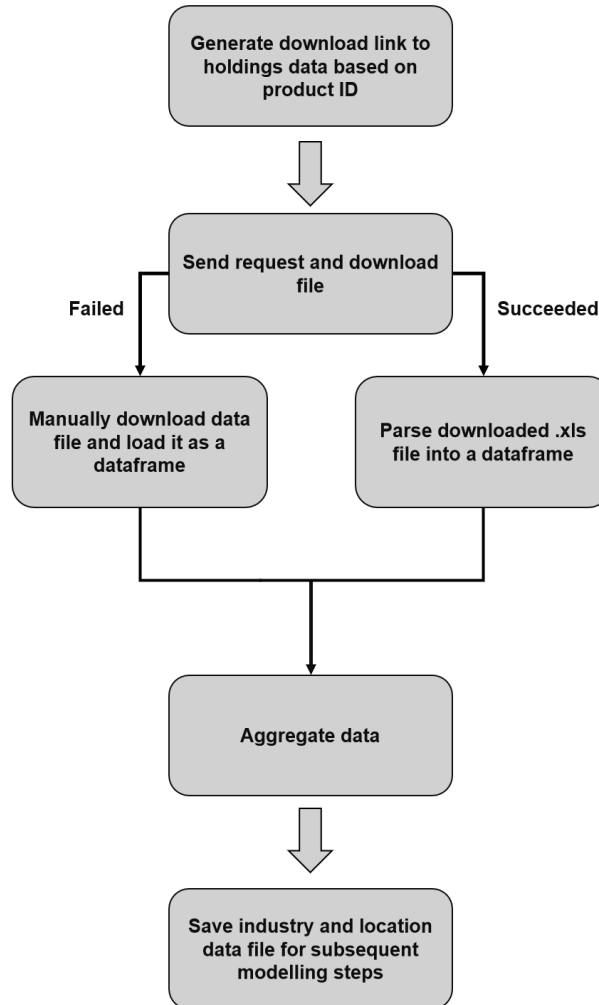 Generate download link to
holdings data based on
product ID
Send request and download
file
Failed
Succeeded
Manually download data
file and load it as a
dataframe
Parse downloaded .xls
file into a dataframe
Aggregate data
Save industry and location
data file for subsequent
modelling steps